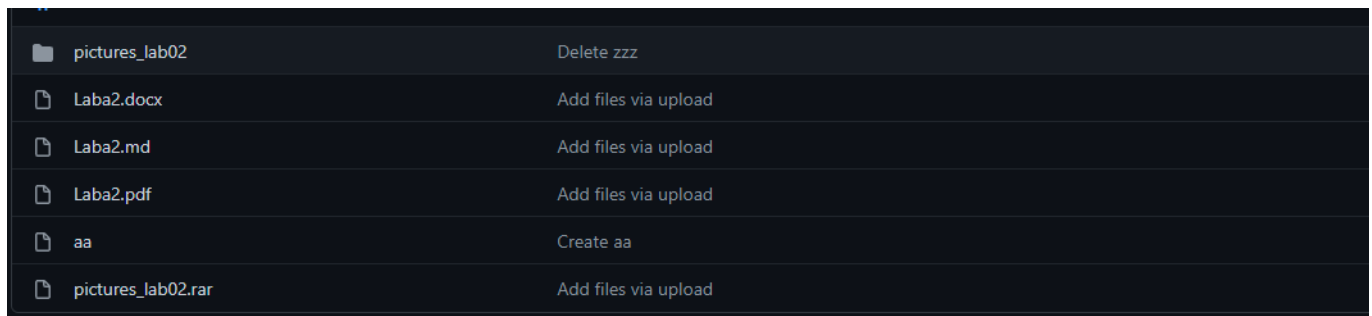 pictures_lab02 Delete zzz
Laba2.docx Add files via upload
Laba2.md Add files via upload
Laba2.pdf Add files via upload
aa Create aa
pictures_lab02.rar Add files via upload